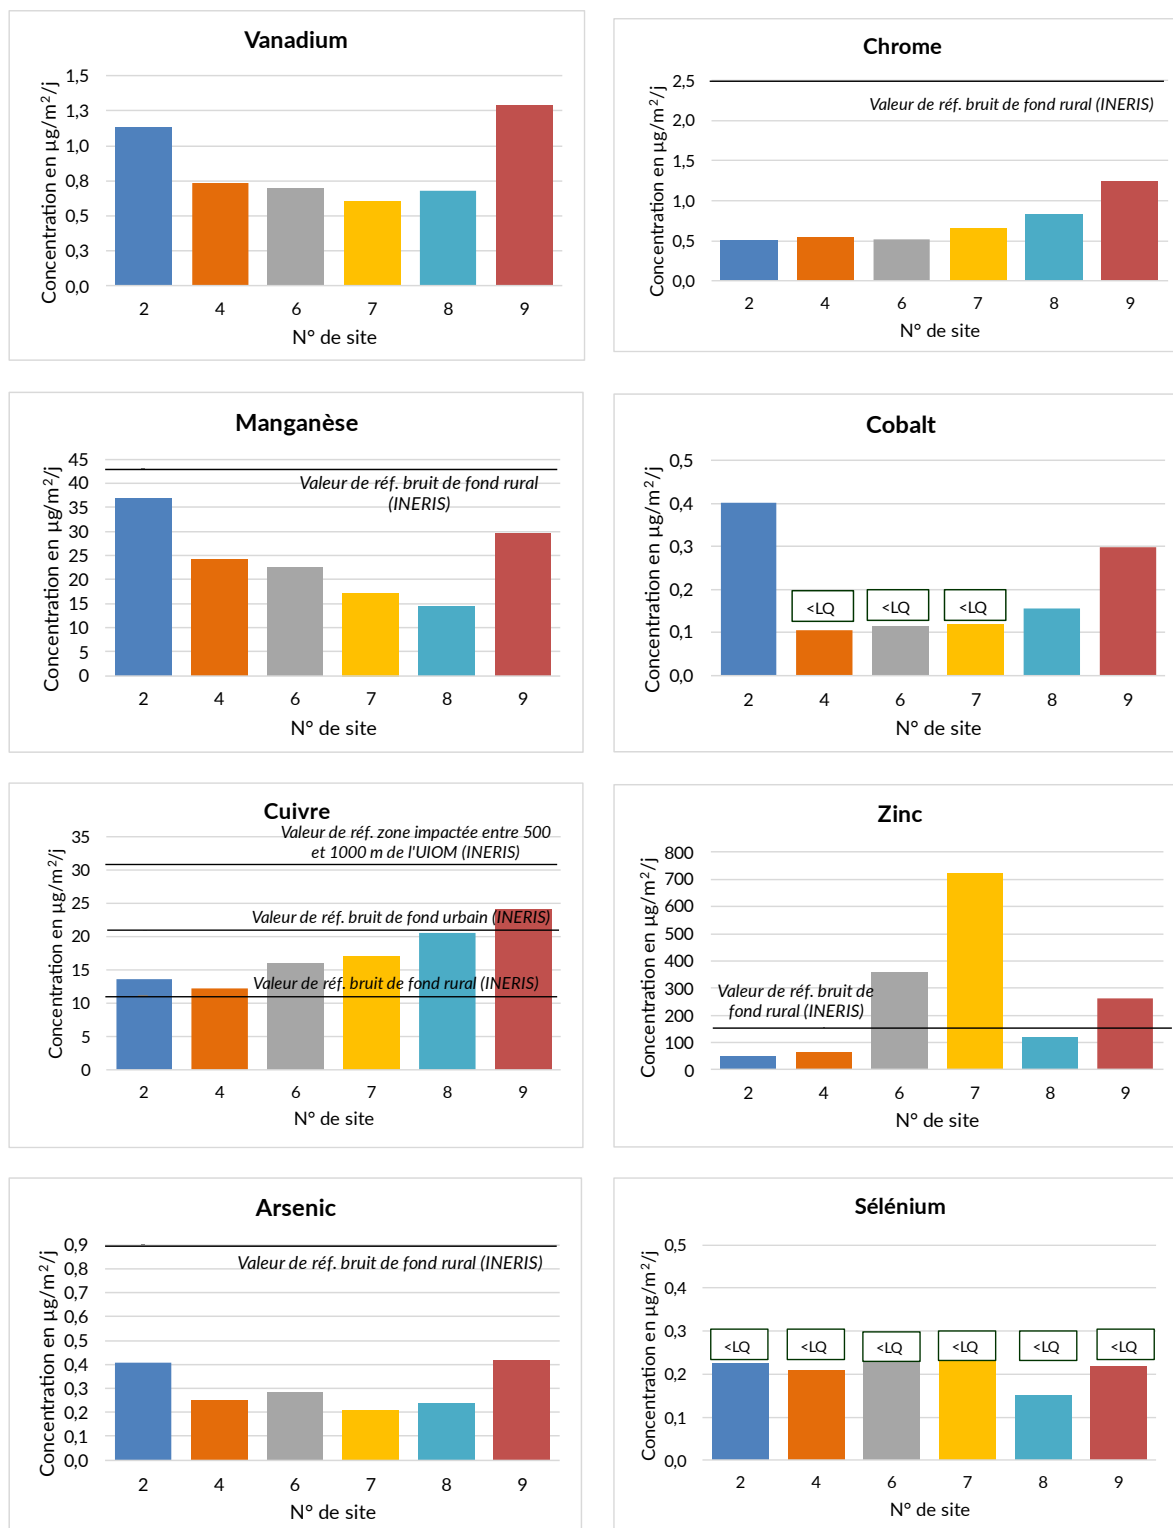 Vanadium
Concentration en µg/m²/j
1,5
1,3
1,0
0,8
0,5
0,3
0,0
2 4 6 7 8 9
N° de site
Chrome
Concentration en µg/m²/j
2,5
2,0
1,5
1,0
0,5
0,0
Valeur de réf. bruit de fond rural (INERIS)
2 4 6 7 8 9
N° de site
Manganèse
Concentration en µg/m²/j
45
40
35
30
25
20
15
10
5
0
Valeur de réf. bruit de fond rural
(INERIS)
2 4 6 7 8 9
N° de site
Cobalt
Concentration en µg/m²/j
0,5
0,4
0,3
0,2
0,1
0,0
<LQ <LQ <LQ
2 4 6 7 8 9
N° de site
Cuivre
Concentration en µg/m²/j
35
30
25
20
15
10
5
0
Valeur de réf. zone impactée entre 500
et 1000 m de l'UIOM (INERIS)
Valeur de réf. bruit de fond urbain (INERIS)
Valeur de réf. bruit de fond rural (INERIS)
2 4 6 7 8 9
N° de site
Zinc
Concentration en µg/m²/j
800
700
600
500
400
300
200
100
0
Valeur de réf. bruit de
fond rural (INERIS)
2 4 6 7 8 9
N° de site
Arsenic
Concentration en µg/m²/j
0,9
0,8
0,7
0,6
0,5
0,4
0,3
0,2
0,1
0,0
Valeur de réf. bruit de fond rural (INERIS)
2 4 6 7 8 9
N° de site
Sélénium
Concentration en µg/m²/j
0,5
0,4
0,3
0,2
0,1
0,0
<LQ <LQ <LQ <LQ <LQ <LQ
2 4 6 7 8 9
N° de site